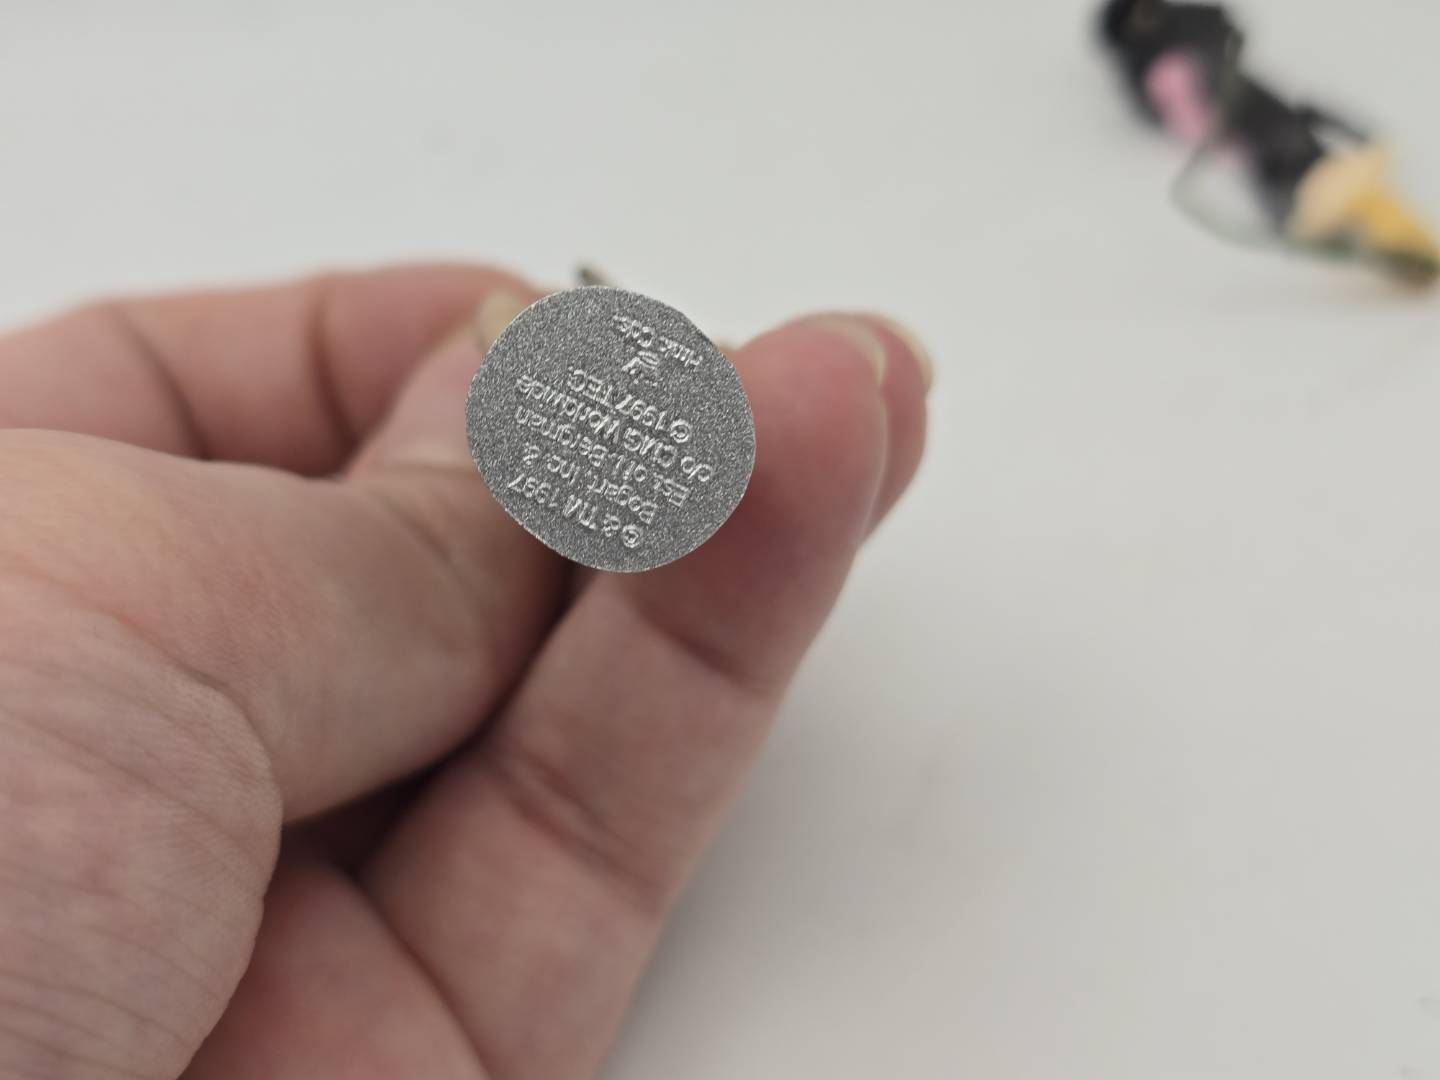 ©&™ 1997
Bogart, Inc. &
Est. of I. Bergman
c/o CMG Worldwide
© 1997 TEC.